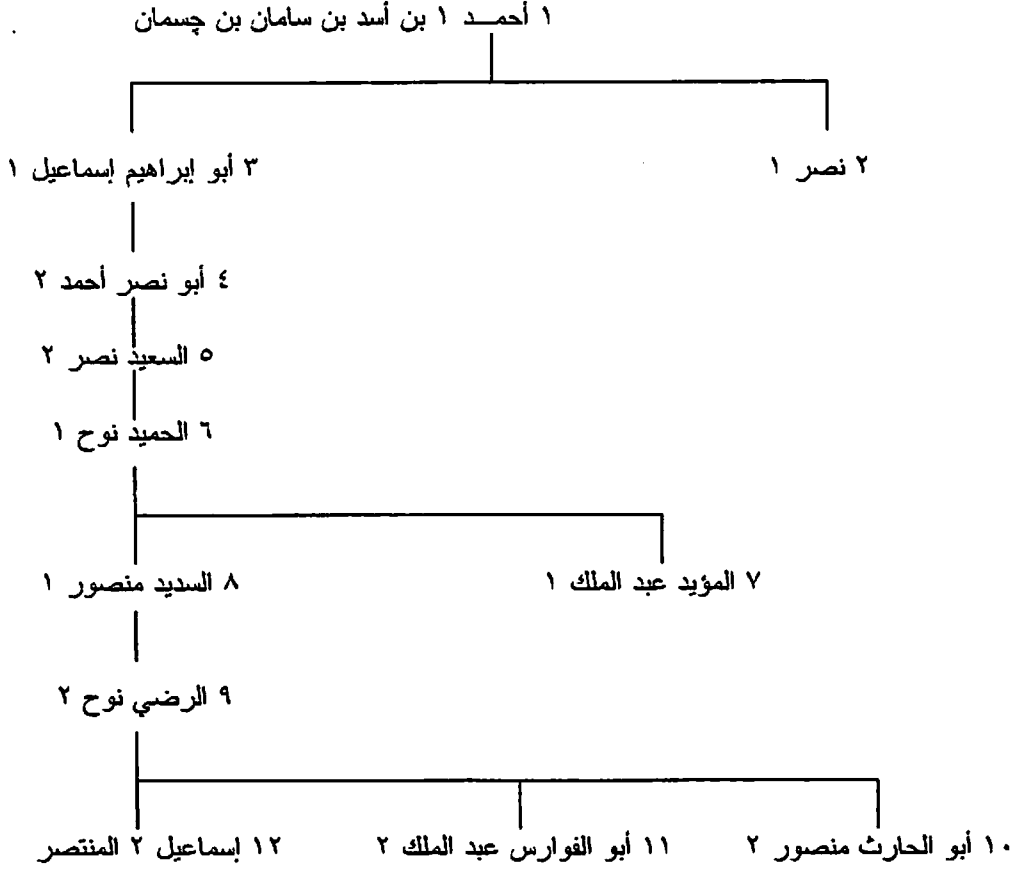 ١ أحمــد ١ بن أسد بن سامان بن چسمان
٢ نصر ١
٣ أبو إبراهيم إسماعيل ١
٤ أبو نصر أحمد ٢
٥ السعيد نصر ٢
٦ الحميد نوح ١
٧ المؤيد عبد الملك ١
٨ السديد منصور ١
٩ الرضي نوح ٢
١٠ أبو الحارث منصور ٢
١١ أبو الفوارس عبد الملك ٢
١٢ إسماعيل ٢ المنتصر